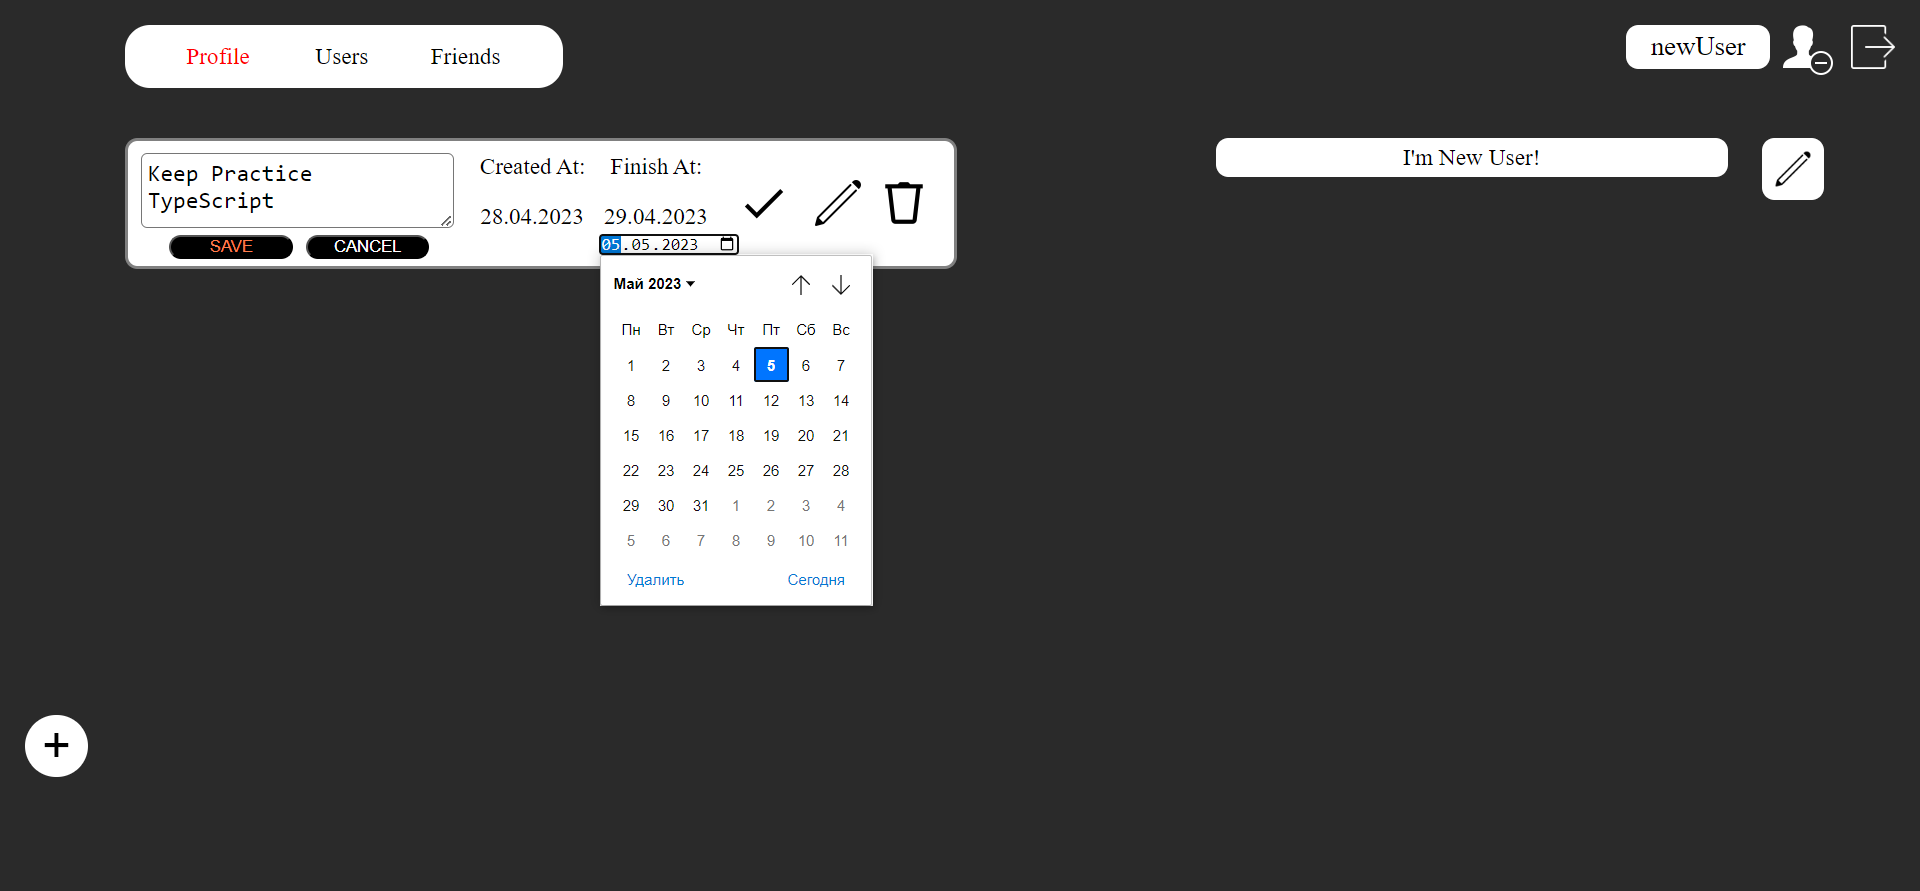 Profile Users Friends
newUser
Keep Practice
TypeScript
SAVE CANCEL
Created At: Finish At:
28.04.2023 29.04.2023
05.05.2023
I'm New User!
Май 2023
Пн Вт Ср Чт Пт Сб Вс
1 2 3 4 5 6 7
8 9 10 11 12 13 14
15 16 17 18 19 20 21
22 23 24 25 26 27 28
29 30 31 1 2 3 4
5 6 7 8 9 10 11
Удалить Сегодня
+